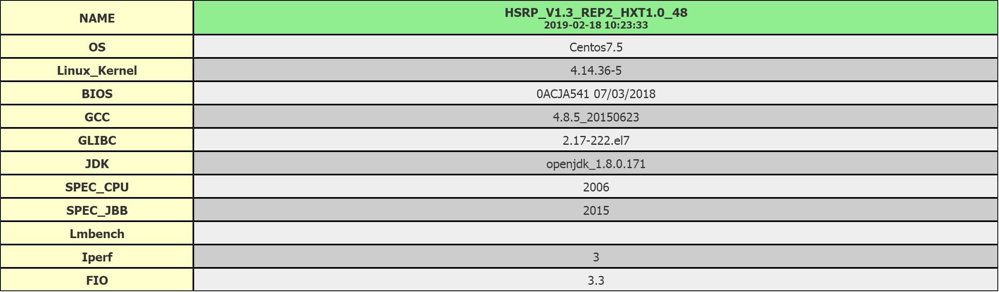 NAME
HSRP_V1.3_REP2_HXT1.0_48
2019-02-18 10:23:33
OS
Centos7.5
Linux_Kernel
4.14.36-5
BIOS
0ACJA541 07/03/2018
GCC
4.8.5_20150623
GLIBC
2.17-222.el7
JDK
openjdk_1.8.0.171
SPEC_CPU
2006
SPEC_JBB
2015
Lmbench
Iperf
3
FIO
3.3